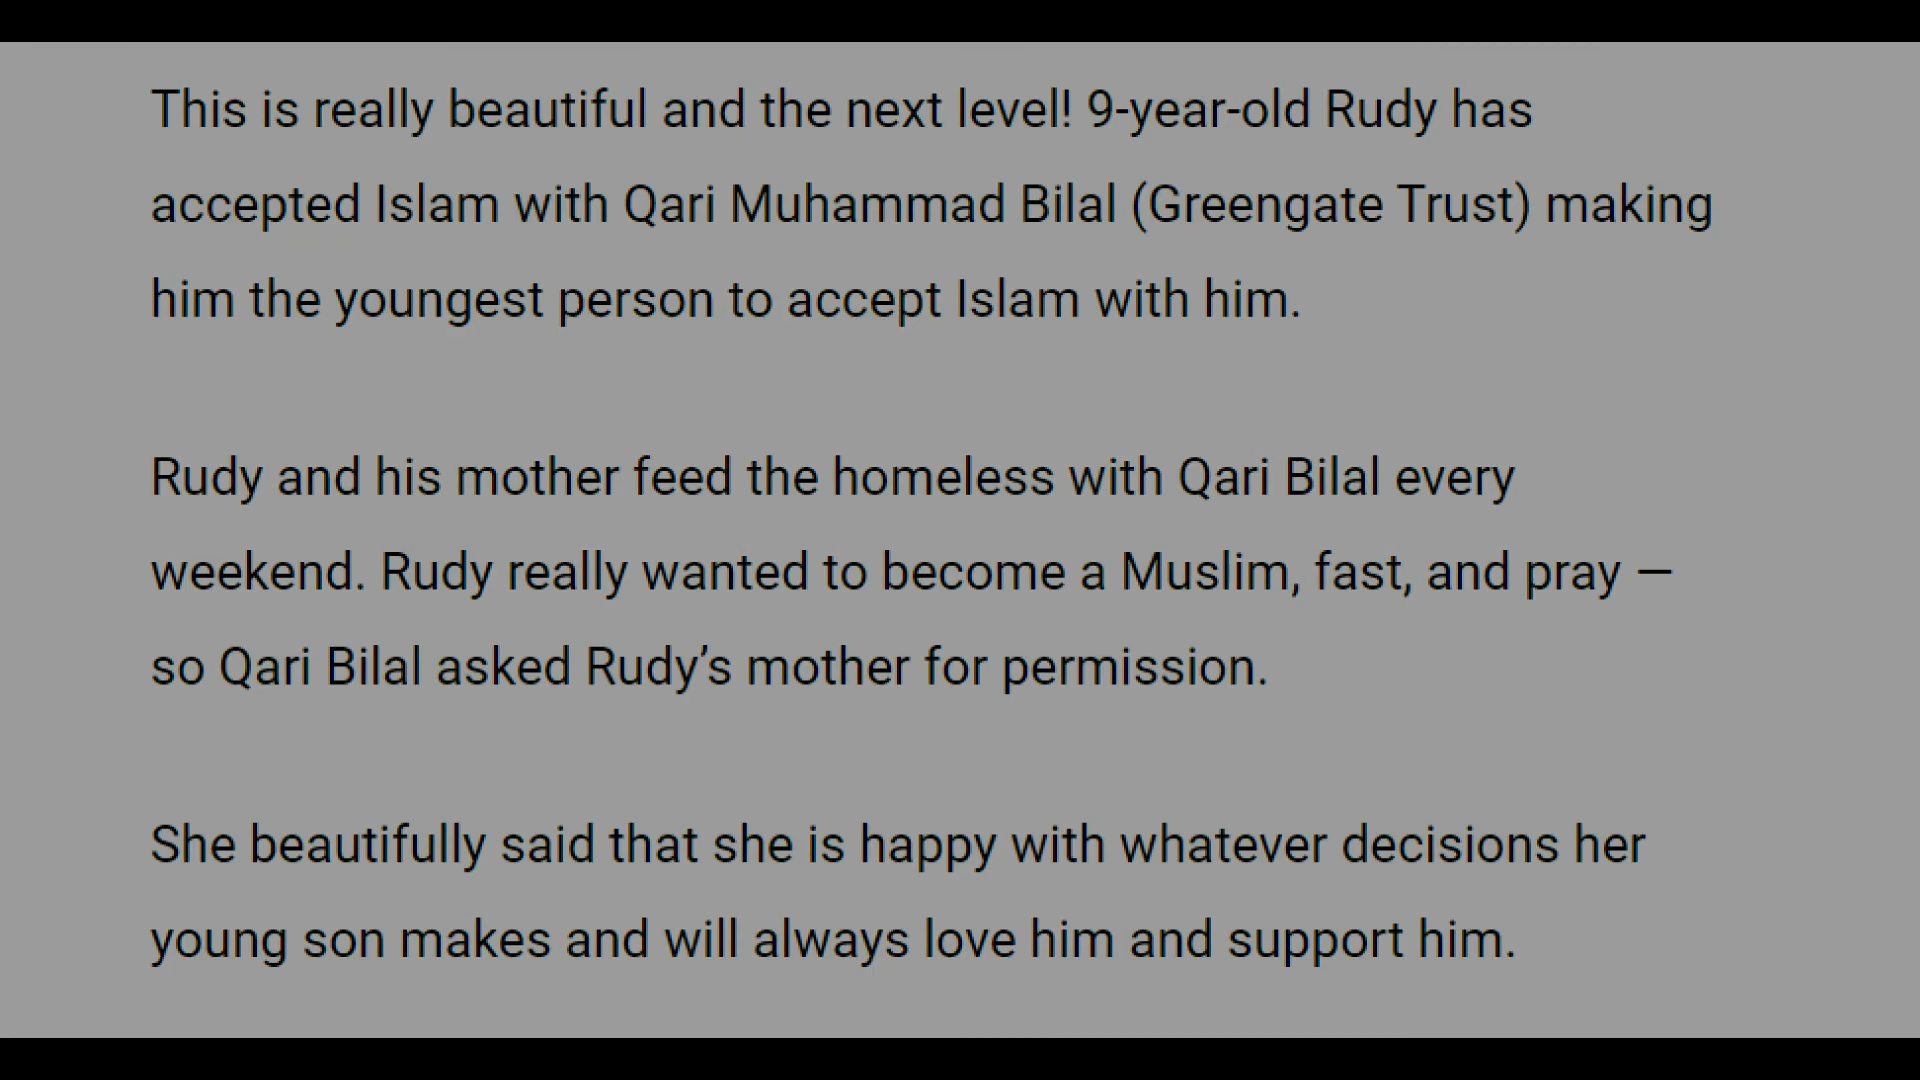 This is really beautiful and the next level! 9-year-old Rudy has
accepted Islam with Qari Muhammad Bilal (Greengate Trust) making
him the youngest person to accept Islam with him.
Rudy and his mother feed the homeless with Qari Bilal every
weekend. Rudy really wanted to become a Muslim, fast, and pray —
so Qari Bilal asked Rudy’s mother for permission.
She beautifully said that she is happy with whatever decisions her
young son makes and will always love him and support him.